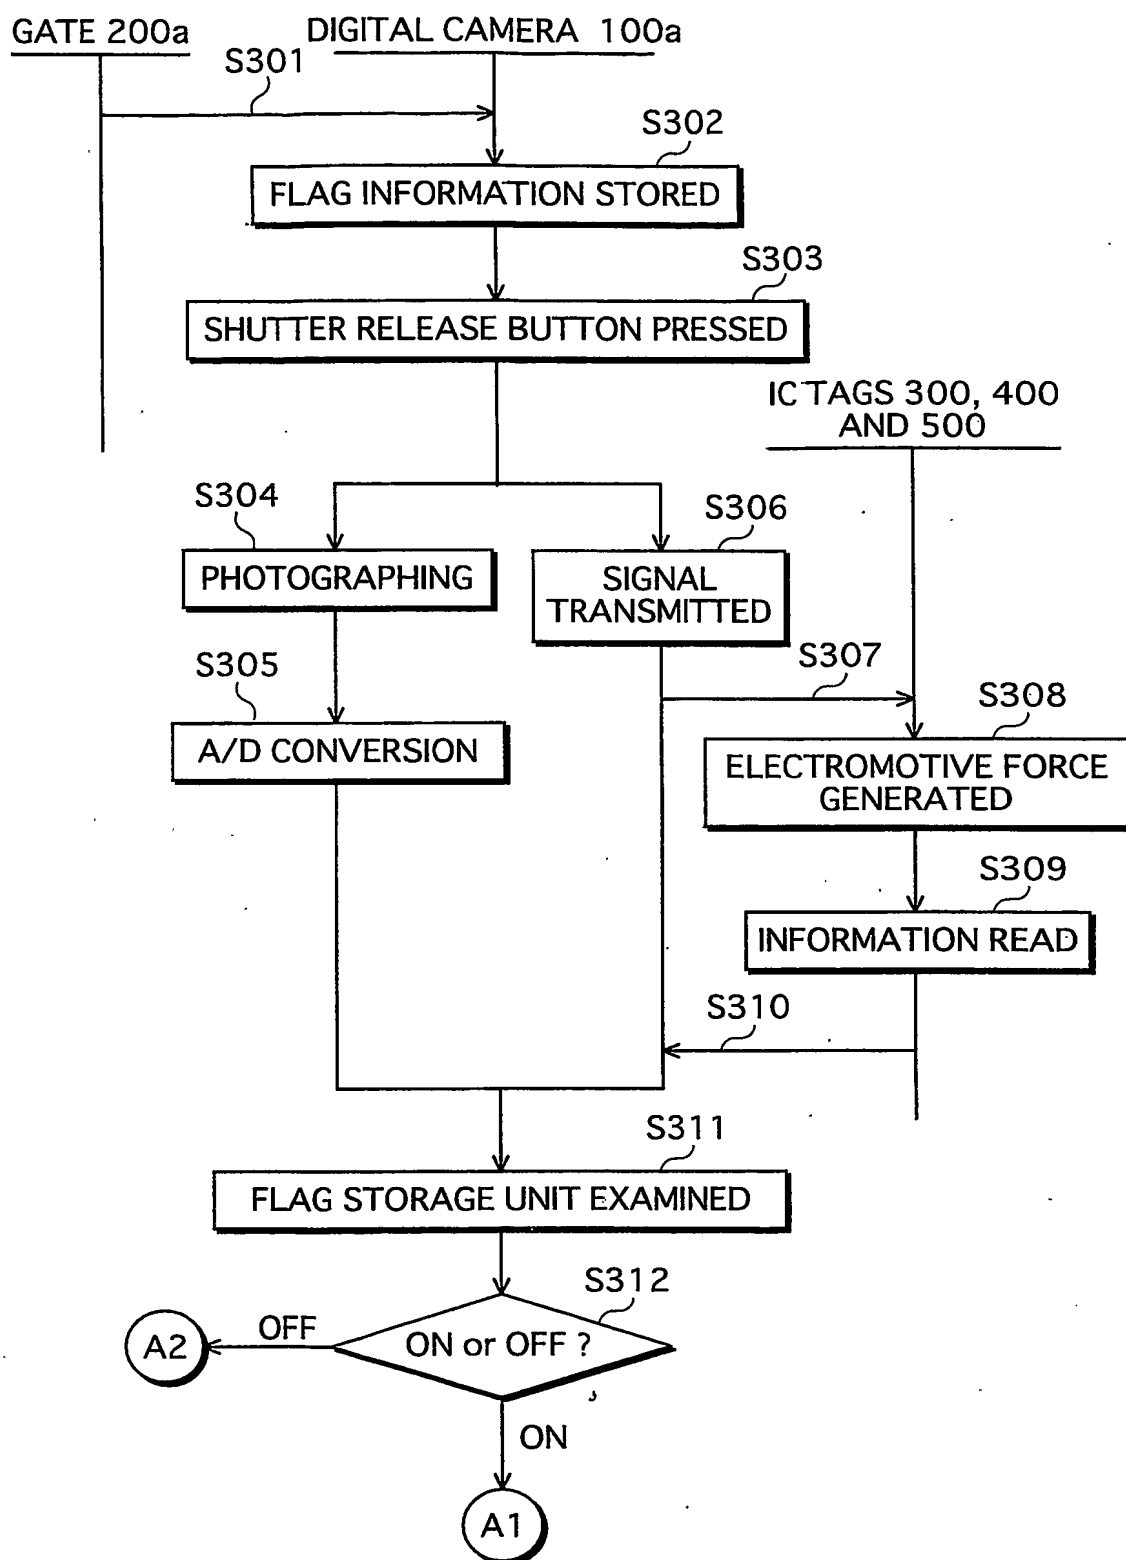 GATE 200a
DIGITAL CAMERA 100a
S301
S302
FLAG INFORMATION STORED
S303
SHUTTER RELEASE BUTTON PRESSED
IC TAGS 300, 400
AND 500
S304
S306
PHOTOGRAPHING
SIGNAL
TRANSMITTED
S305
S307
A/D CONVERSION
S308
ELECTROMOTIVE FORCE
GENERATED
S309
INFORMATION READ
S310
S311
FLAG STORAGE UNIT EXAMINED
S312
ON or OFF ?
OFF
A2
ON
A1